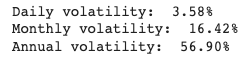 Daily volatility:  3.58%
Monthly volatility:  16.42%
Annual volatility:  56.90%